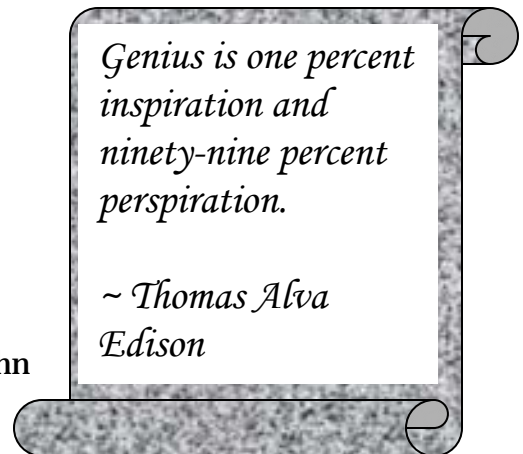 Genius is one percent
inspiration and
ninety-nine percent
perspiration.
~ Thomas Alva
Edison